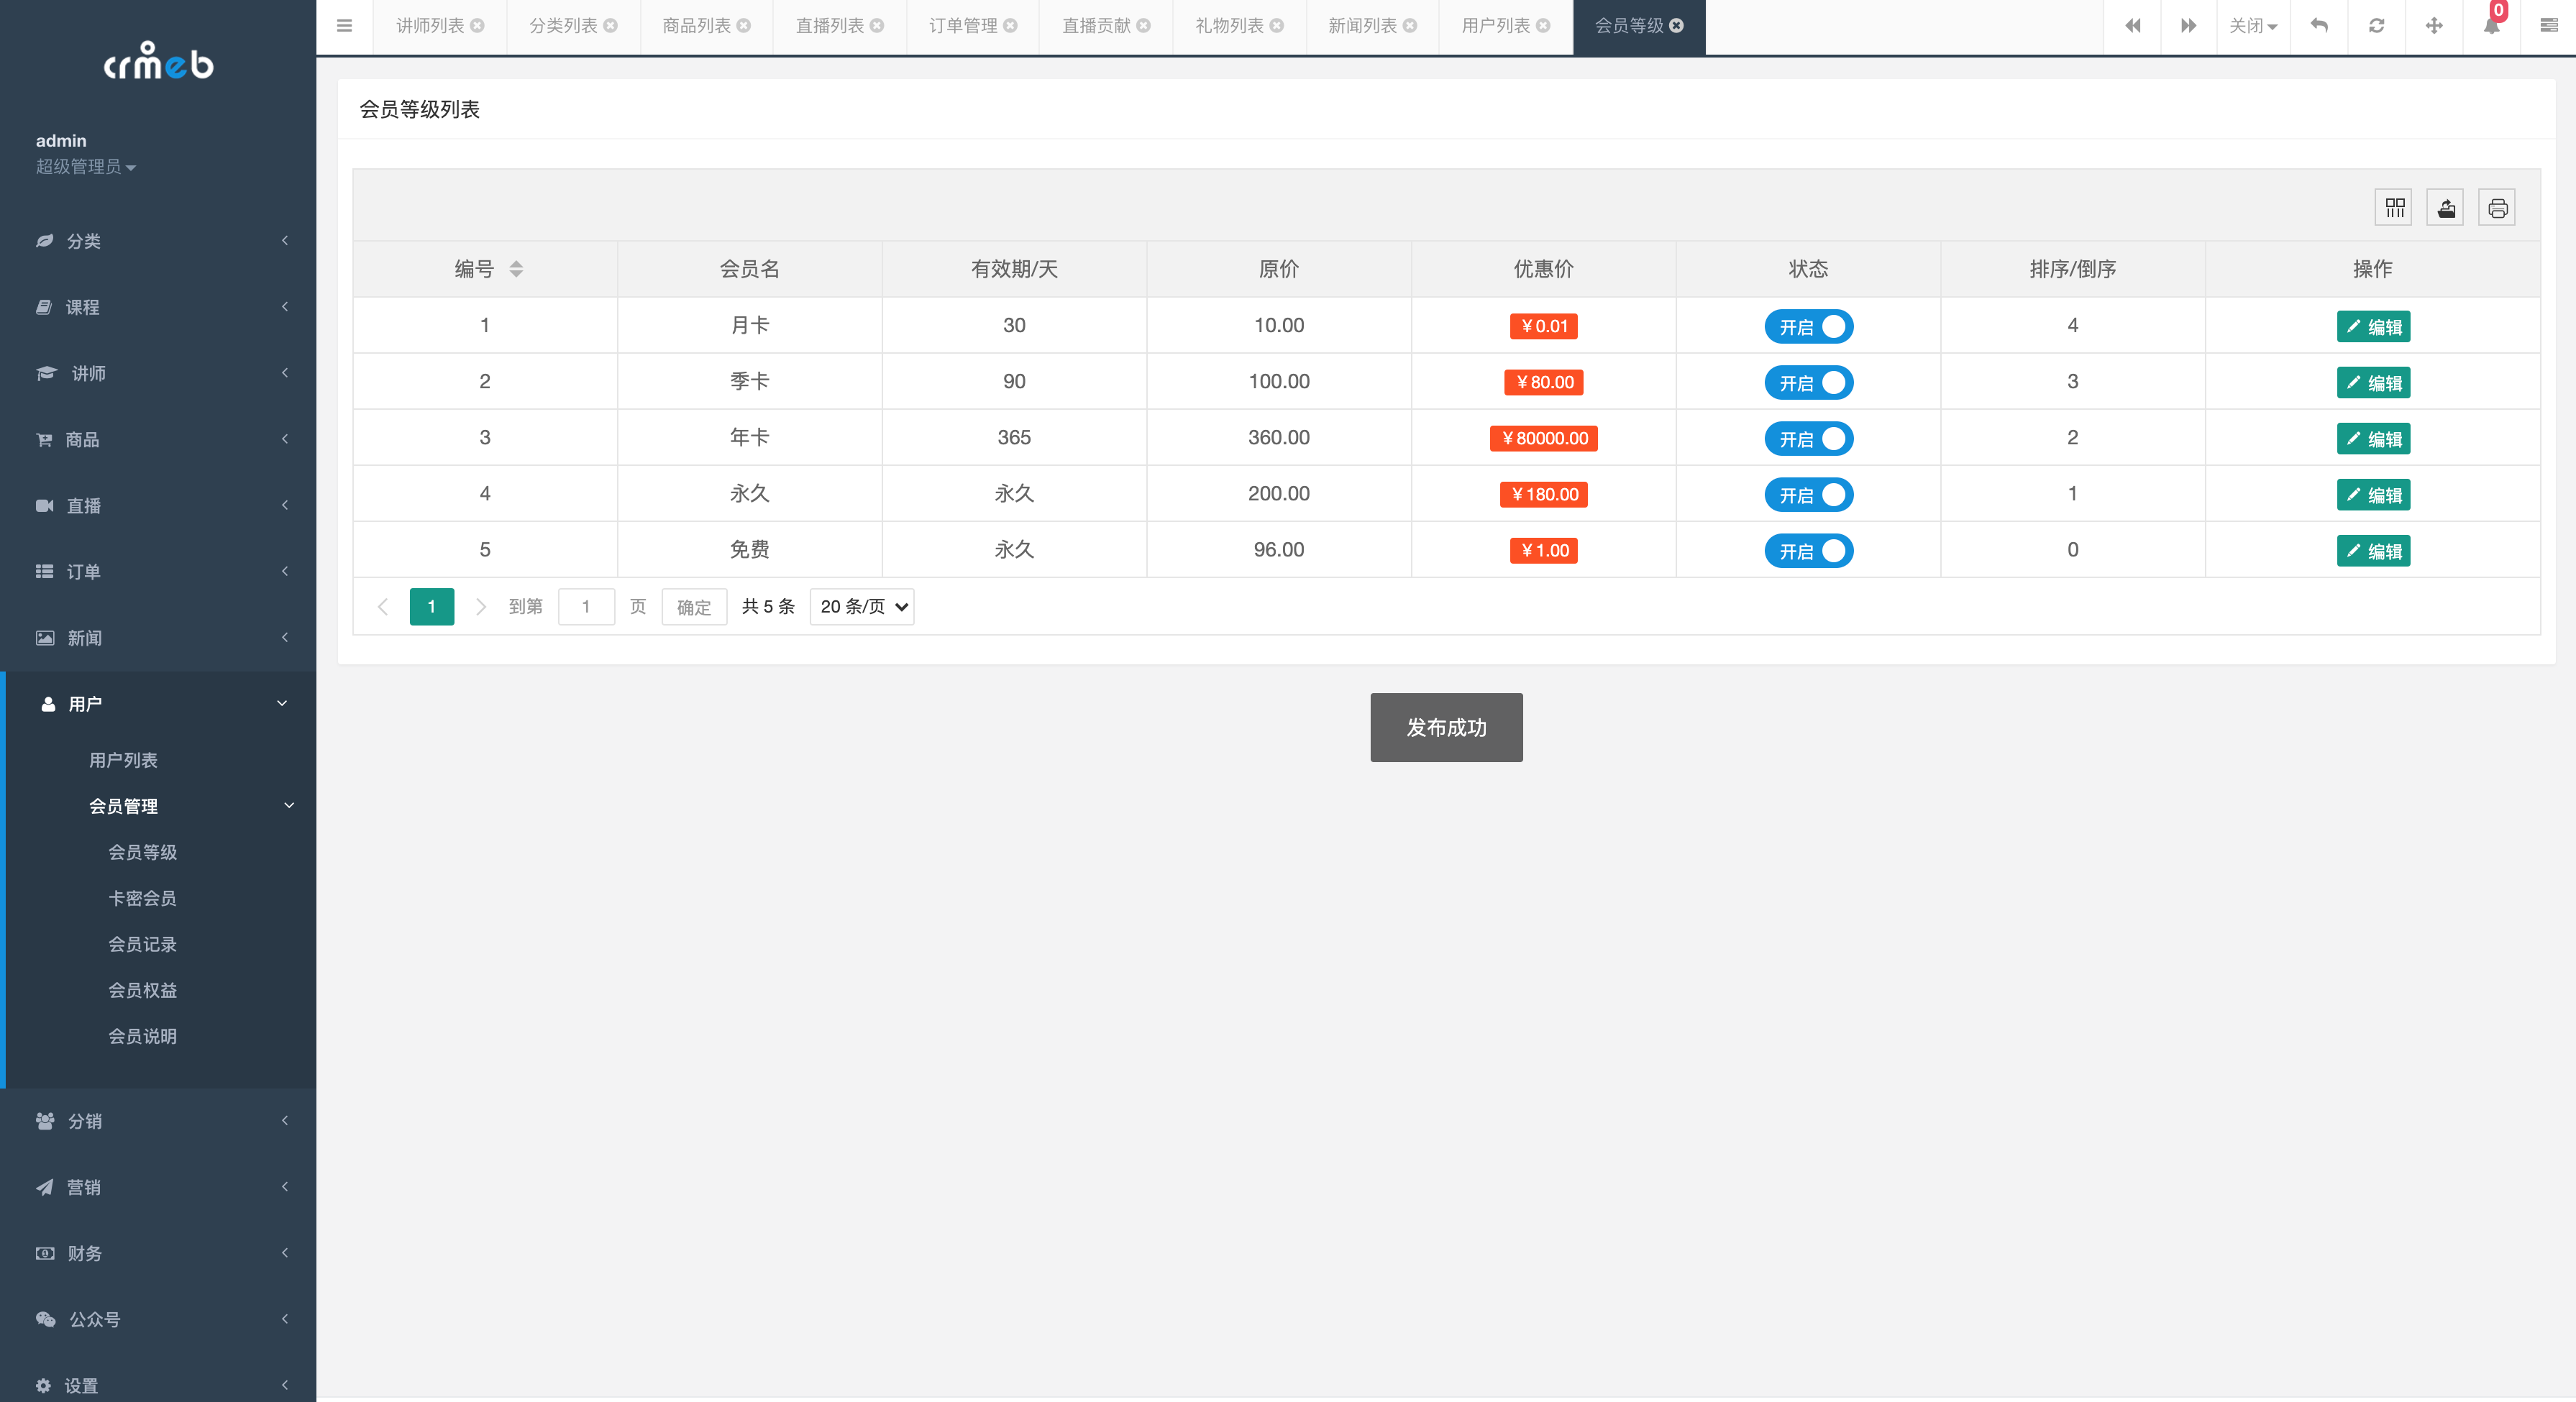 crmeb
admin
超级管理员
分类
课程
讲师
商品
直播
订单
新闻
用户
用户列表
会员管理
会员等级
卡密会员
会员记录
会员权益
会员说明
分销
营销
财务
公众号
设置
讲师列表 分类列表 商品列表 直播列表 订单管理 直播贡献 礼物列表 新闻列表 用户列表 会员等级 关闭 0
会员等级列表
编号 会员名 有效期/天 原价 优惠价 状态 排序/倒序 操作
1 月卡 30 10.00 ¥0.01 开启 4 编辑
2 季卡 90 100.00 ¥80.00 开启 3 编辑
3 年卡 365 360.00 ¥80000.00 开启 2 编辑
4 永久 永久 200.00 ¥180.00 开启 1 编辑
5 免费 永久 96.00 ¥1.00 开启 0 编辑
1 到第 1 页 确定 共 5 条 20 条/页
发布成功